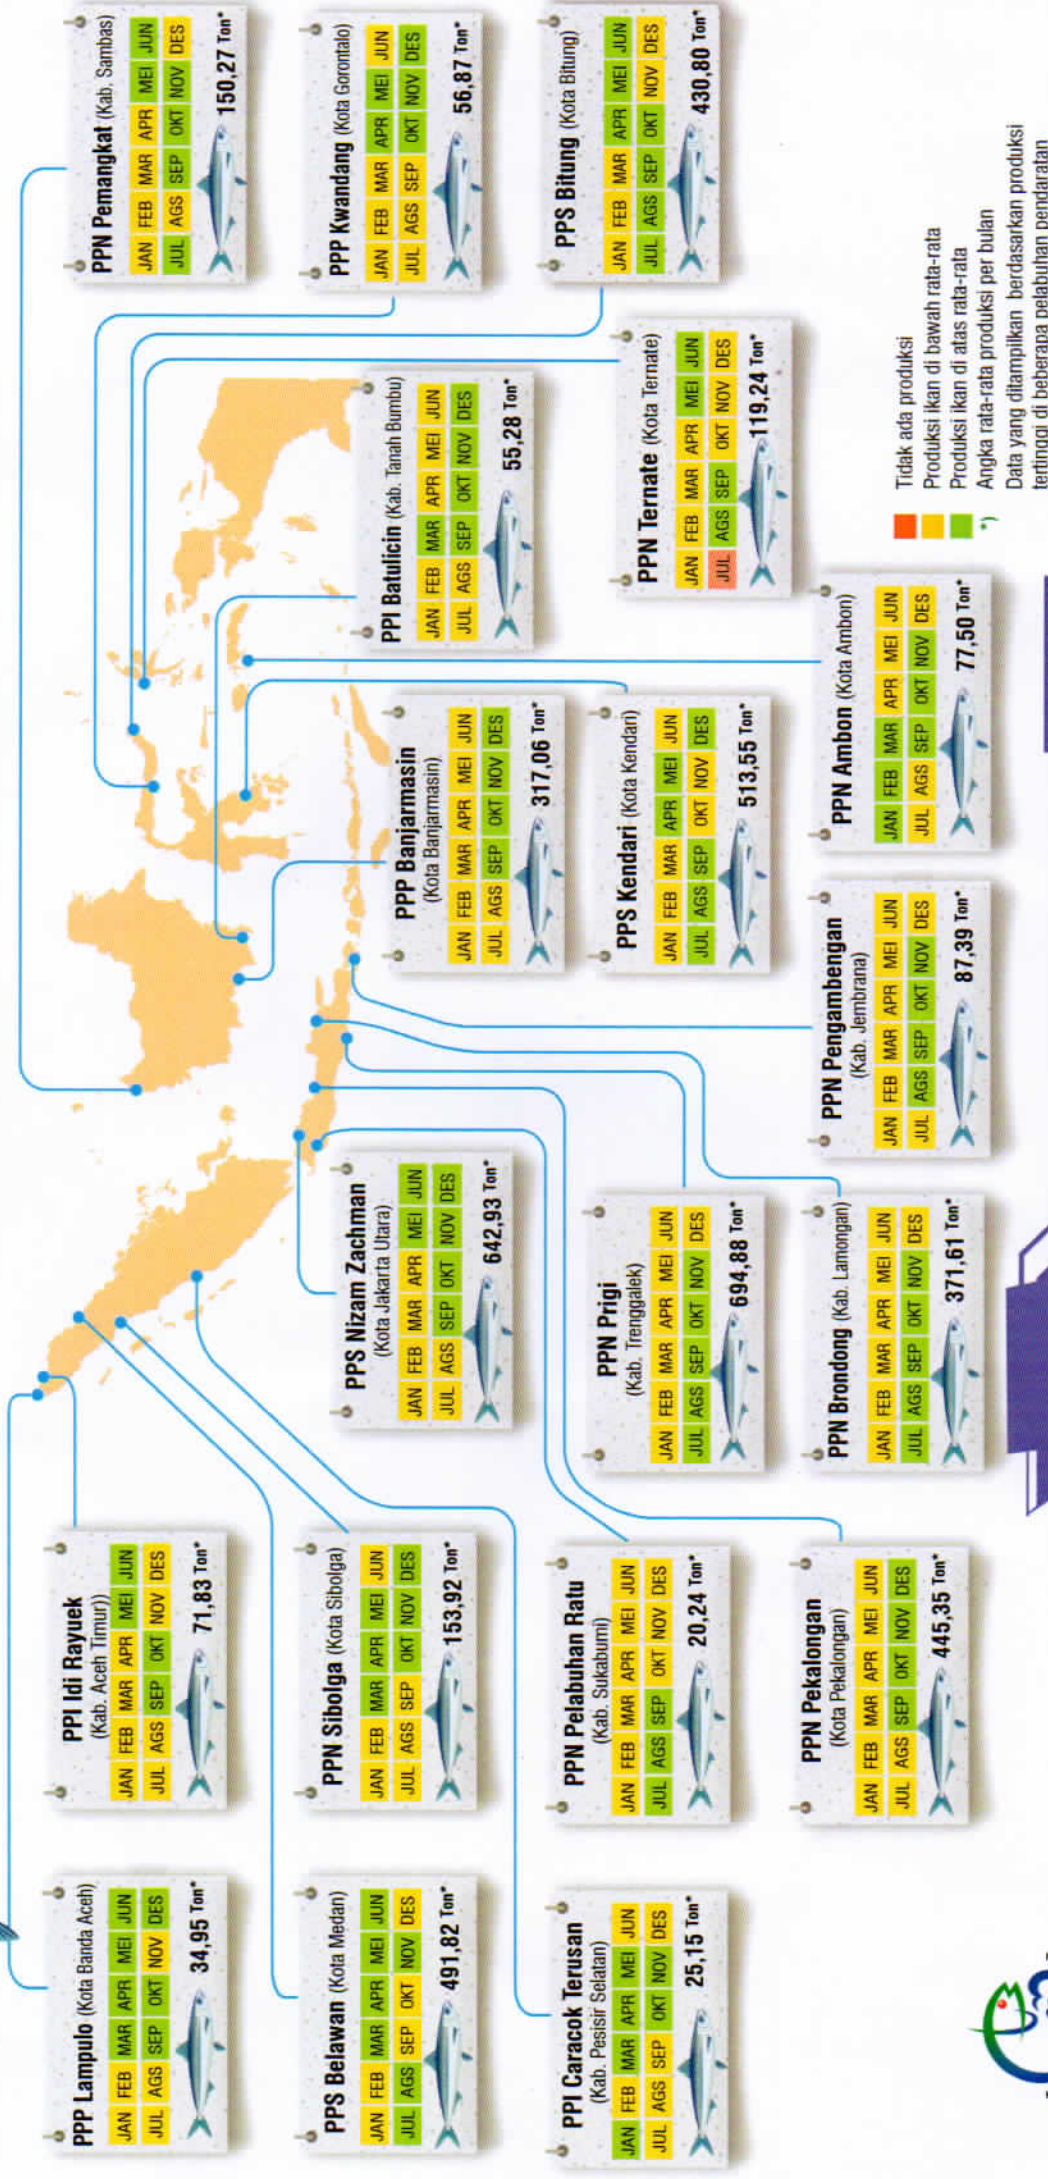 PPP Lampulo (Kota Banda Aceh)
JAN FEB MAR APR MEI JUN
JUL AGS SEP OKT NOV DES
34,95 Ton*
PPI Idi Rayuek
(Kab. Aceh Timur))
JAN FEB MAR APR MEI JUN
JUL AGS SEP OKT NOV DES
71,83 Ton*
PPS Belawan (Kota Medan)
JAN FEB MAR APR MEI JUN
JUL AGS SEP OKT NOV DES
491,82 Ton*
PPN Sibolga (Kota Sibolga)
JAN FEB MAR APR MEI JUN
JUL AGS SEP OKT NOV DES
153,92 Ton*
PPI Caracok Terusan
(Kab. Pesisir Selatan)
JAN FEB MAR APR MEI JUN
JUL AGS SEP OKT NOV DES
25,15 Ton*
PPN Pelabuhan Ratu
(Kab. Sukabumi)
JAN FEB MAR APR MEI JUN
JUL AGS SEP OKT NOV DES
20,24 Ton*
PPN Pekalongan
(Kota Pekalongan)
JAN FEB MAR APR MEI JUN
JUL AGS SEP OKT NOV DES
445,35 Ton*
PPS Nizam Zachman
(Kota Jakarta Utara)
JAN FEB MAR APR MEI JUN
JUL AGS SEP OKT NOV DES
642,93 Ton*
PPN Prigi
(Kab. Trenggalek)
JAN FEB MAR APR MEI JUN
JUL AGS SEP OKT NOV DES
694,88 Ton*
PPN Brondong (Kab. Lamongan)
JAN FEB MAR APR MEI JUN
JUL AGS SEP OKT NOV DES
371,61 Ton*
PPP Banjarmasin
(Kota Banjarmasin)
JAN FEB MAR APR MEI JUN
JUL AGS SEP OKT NOV DES
317,06 Ton*
PPS Kendari (Kota Kendari)
JAN FEB MAR APR MEI JUN
JUL AGS SEP OKT NOV DES
513,55 Ton*
PPN Pengambengan
(Kab. Jembrana)
JAN FEB MAR APR MEI JUN
JUL AGS SEP OKT NOV DES
87,39 Ton*
PPI Batulicin (Kab. Tanah Bumbu)
JAN FEB MAR APR MEI JUN
JUL AGS SEP OKT NOV DES
55,28 Ton*
PPN Ternate (Kota Ternate)
JAN FEB MAR APR MEI JUN
JUL AGS SEP OKT NOV DES
119,24 Ton*
PPN Ambon (Kota Ambon)
JAN FEB MAR APR MEI JUN
JUL AGS SEP OKT NOV DES
77,50 Ton*
PPN Pemangkat (Kab. Sambas)
JAN FEB MAR APR MEI JUN
JUL AGS SEP OKT NOV DES
150,27 Ton*
PPP Kwandang (Kota Gorontalo)
JAN FEB MAR APR MEI JUN
JUL AGS SEP OKT NOV DES
56,87 Ton*
PPS Bitung (Kota Bitung)
JAN FEB MAR APR MEI JUN
JUL AGS SEP OKT NOV DES
430,80 Ton*
Tidak ada produksi
Produksi ikan di bawah rata-rata
Produksi ikan di atas rata-rata
*) Angka rata-rata produksi per bulan
Data yang ditampilkan berdasarkan produksi
tertinggi di beberapa pelabuhan pendaratan